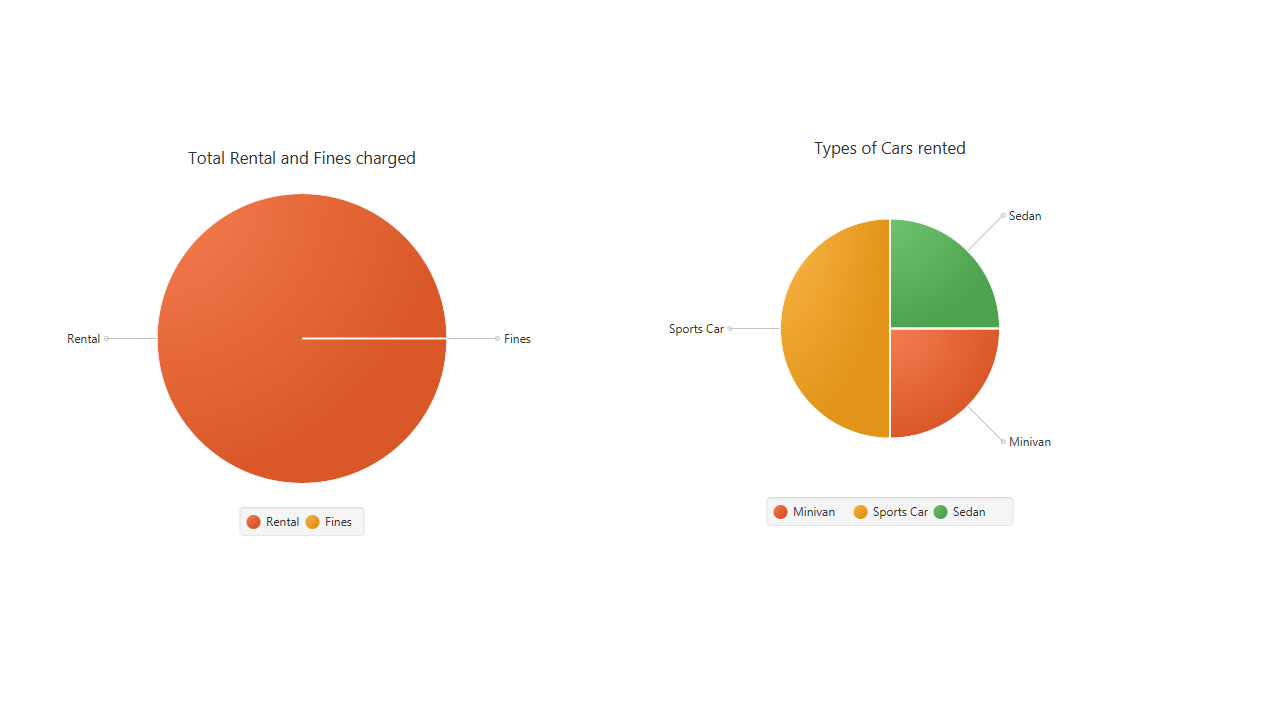 Total Rental and Fines charged
Rental
Fines
Rental Fines
Types of Cars rented
Sedan
Sports Car
Minivan
Minivan Sports Car Sedan